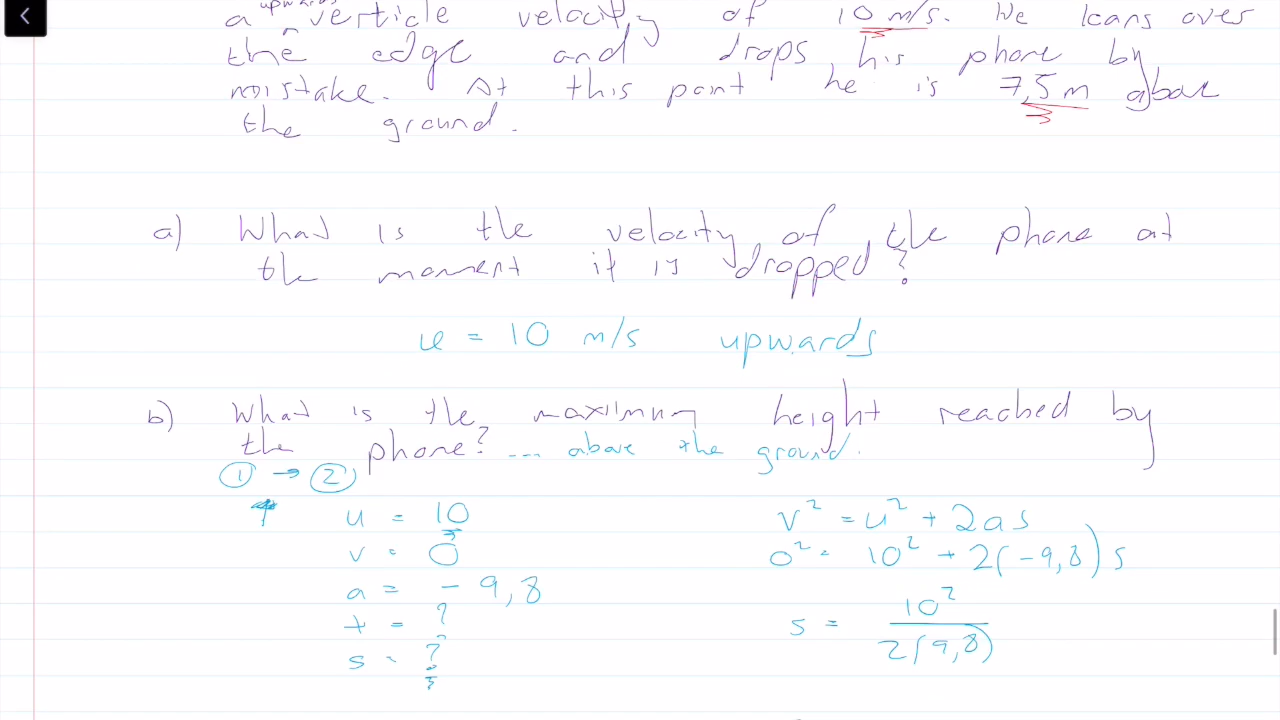 a upwards verticle velocity of 10 m/s. He leans over
the edge and drops his phone by
mistake. At this point he is 7,5 m above
the ground.
a) What is the velocity of the phone at
the moment it is dropped?
u = 10 m/s upwards
b) What is the maximum height reached by
the phone? ... above the ground.
① → ②
u = 10
v² = u² + 2as
v = 0
0² = 10² + 2(-9,8)s
a = -9,8
t = ?
s = 10² / 2(9,8)
s = ?